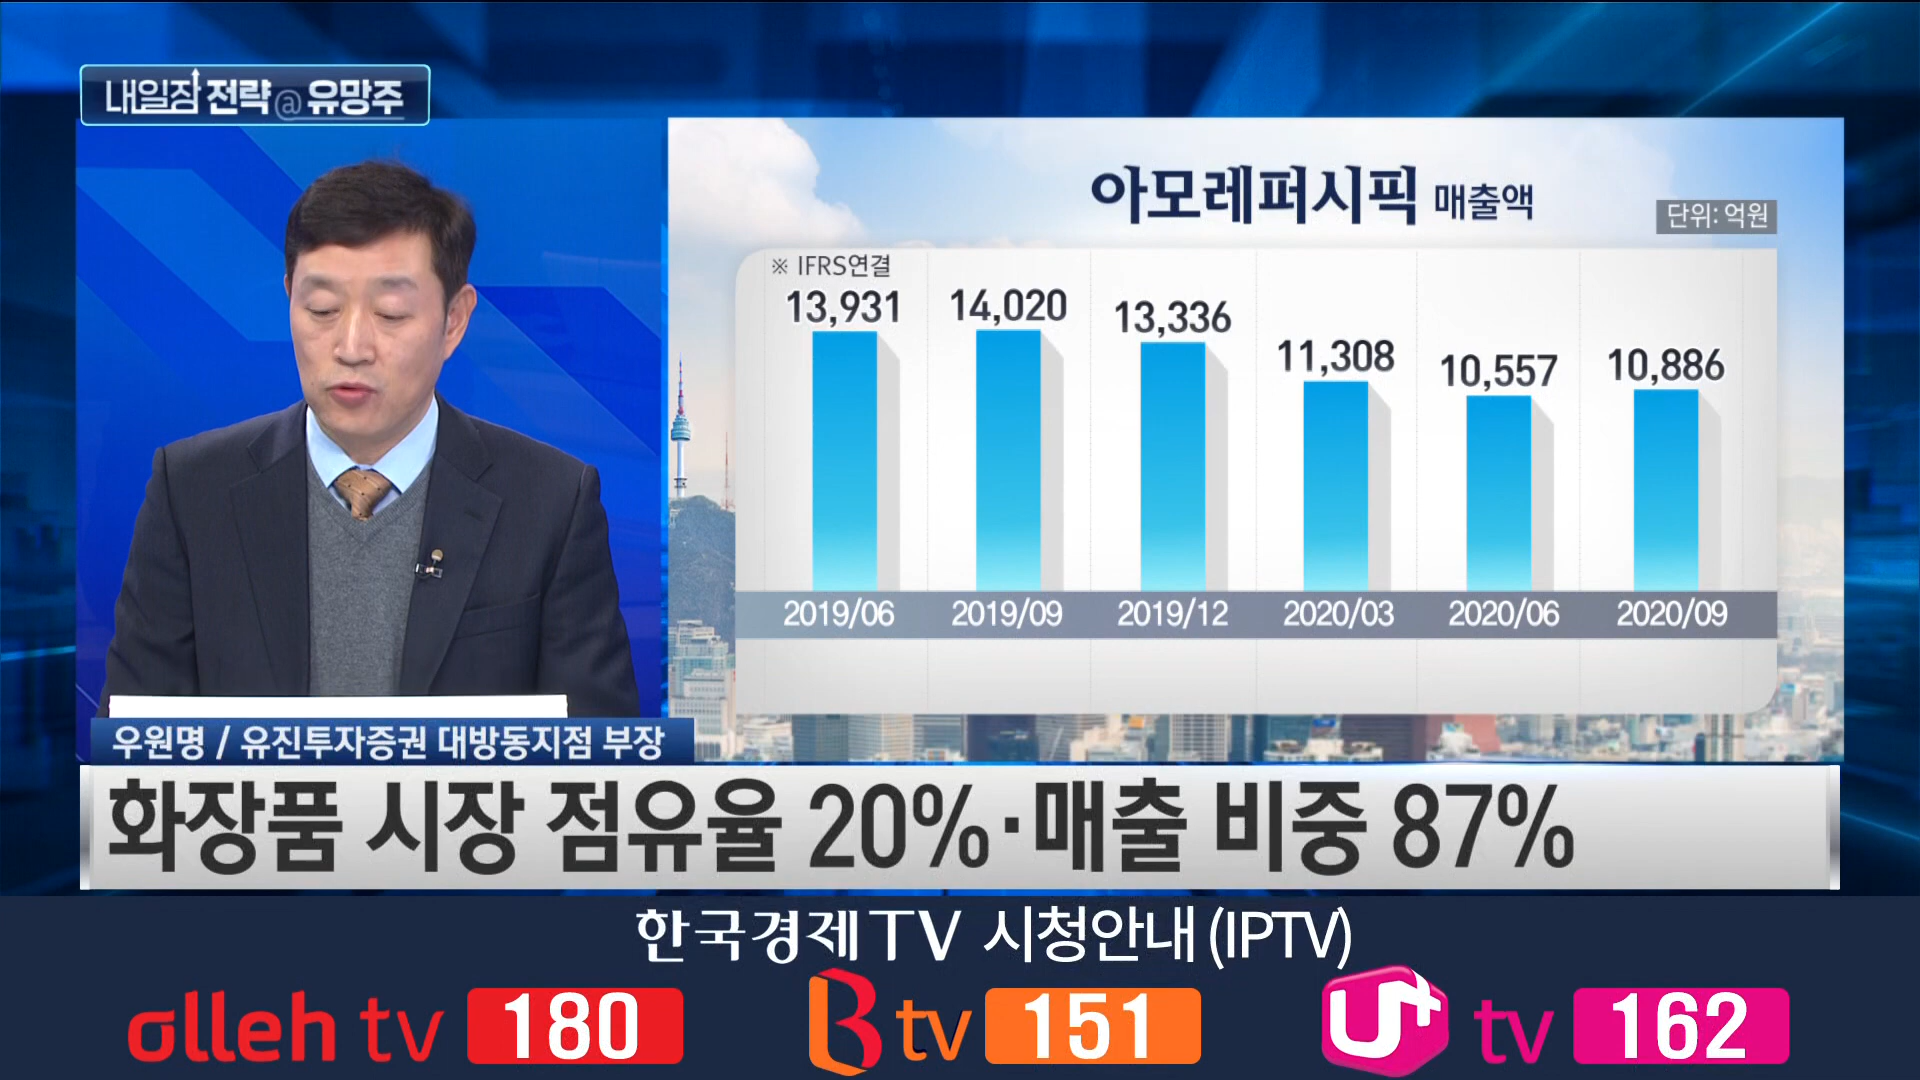 내일장 전략@유망주
아모레퍼시픽 매출액
단위: 억원
※ IFRS연결
13,931 14,020 13,336 11,308 10,557 10,886
2019/06 2019/09 2019/12 2020/03 2020/06 2020/09
우원명 / 유진투자증권 대방동지점 부장
화장품 시장 점유율 20%·매출 비중 87%
한국경제TV 시청안내(IPTV)
olleh tv 180 B tv 151 U+ tv 162